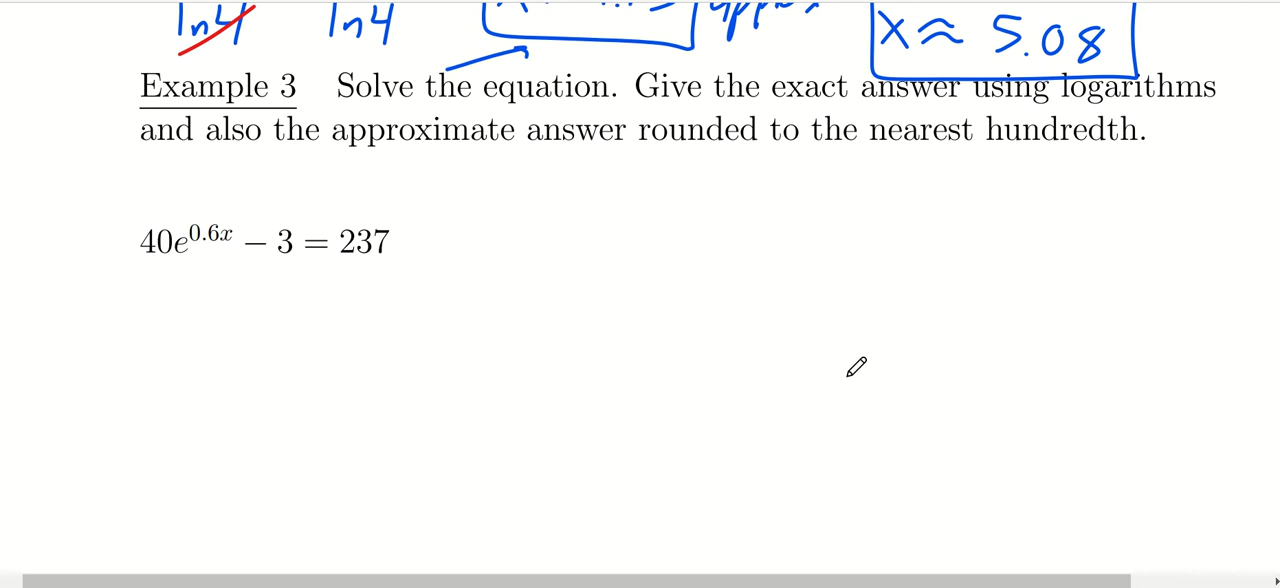 ln4 ln4 x ≈ 5.08
Example 3 Solve the equation. Give the exact answer using logarithms
and also the approximate answer rounded to the nearest hundredth.
40e^{0.6x} − 3 = 237